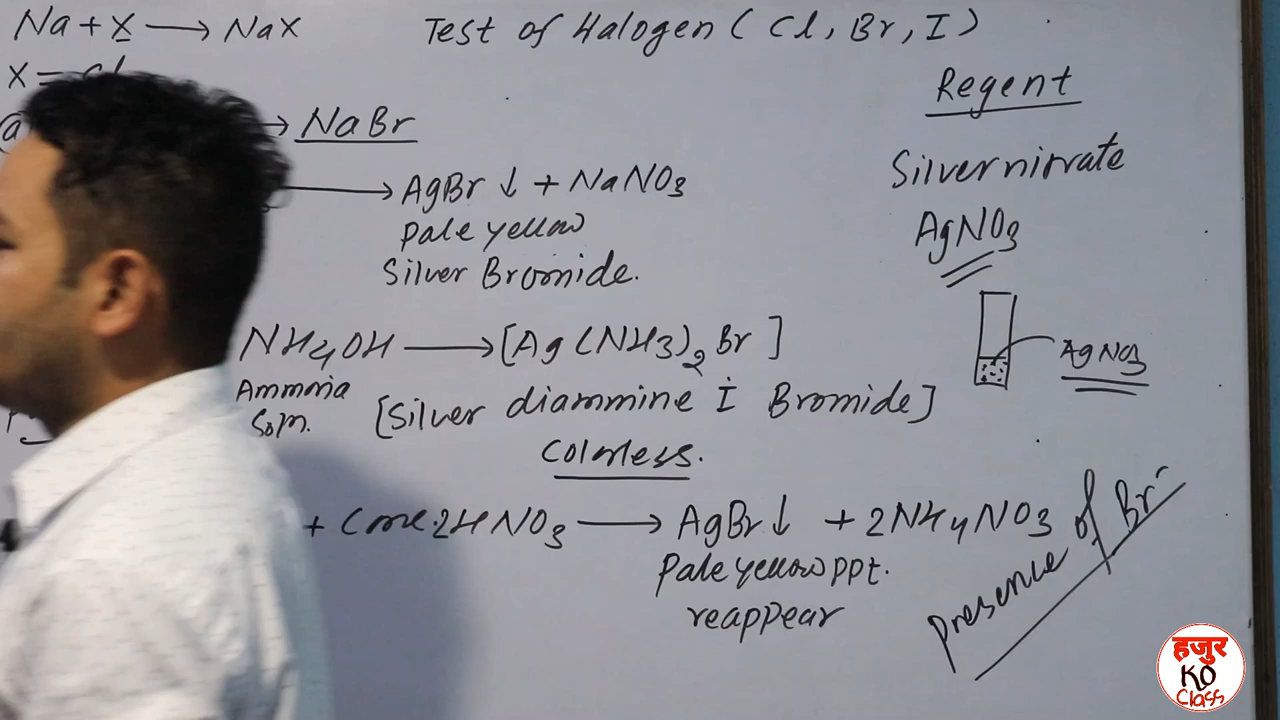 Na + X → NaX
Test of Halogen ( Cl, Br, I )
X = Cl
Regent
→ NaBr
Silver nitrate
→ AgBr ↓ + NaNO3
AgNO3
Pale yellow
Silver Bromide.
NH4OH → [Ag(NH3)2 Br ]
AgNO3
Ammonia
Soln.
[Silver diammine I Bromide]
Colorless.
+ Conc. 2HNO3 → AgBr ↓ + 2NH4NO3
Pale yellow ppt.
reappear
Presence of Br-
हजुर
KO
Class